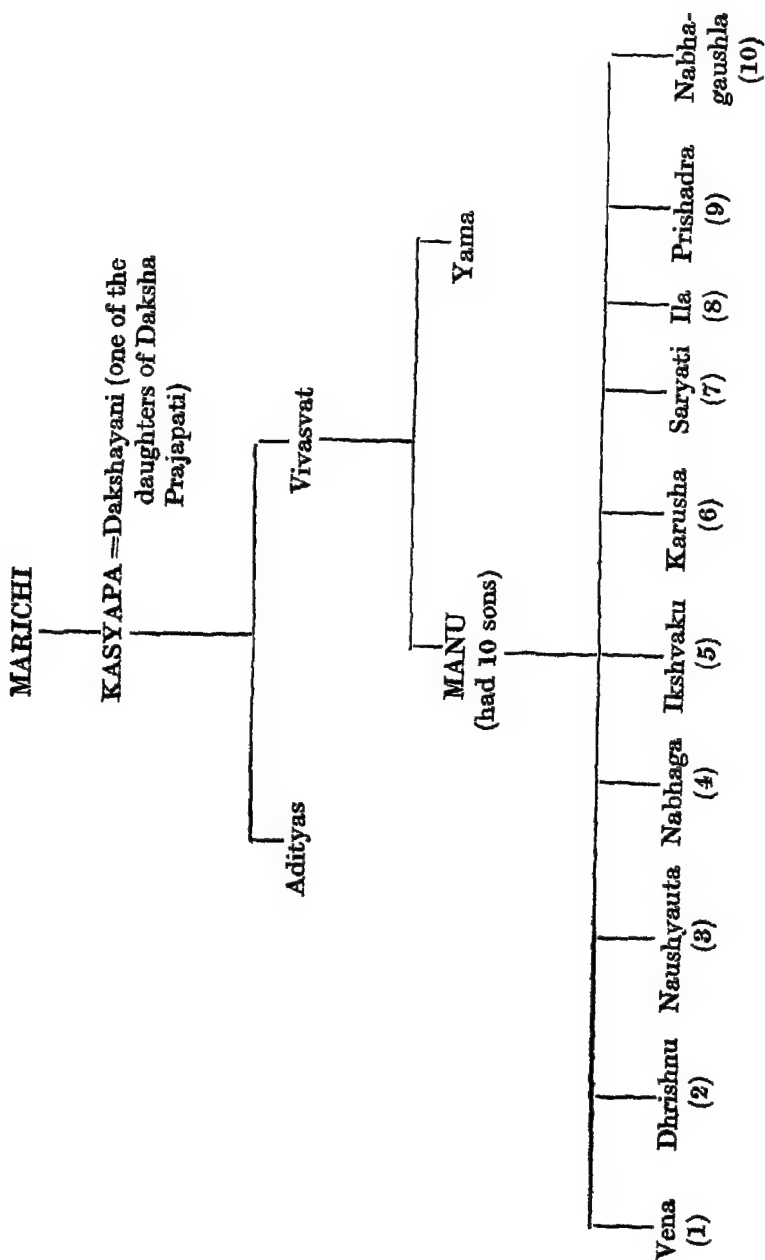 MARICHI
KASYAPA =Dakshayani (one of the
daughters of Daksha
Prajapati)
Adityas
Vivasvat
MANU
(had 10 sons)
Yama
Vena
(1)
Dhrishnu
(2)
Naushyauta
(3)
Nabhaga
(4)
Ikshvaku
(5)
Karusha
(6)
Saryati
(7)
Ila
(8)
Prishadra
(9)
Nabha-
gaushla
(10)